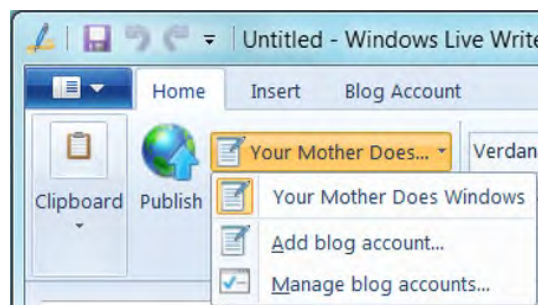 Untitled - Windows Live Write
Home Insert Blog Account
Clipboard
Publish
Your Mother Does...
Verdan
Your Mother Does Windows
Add blog account...
Manage blog accounts...